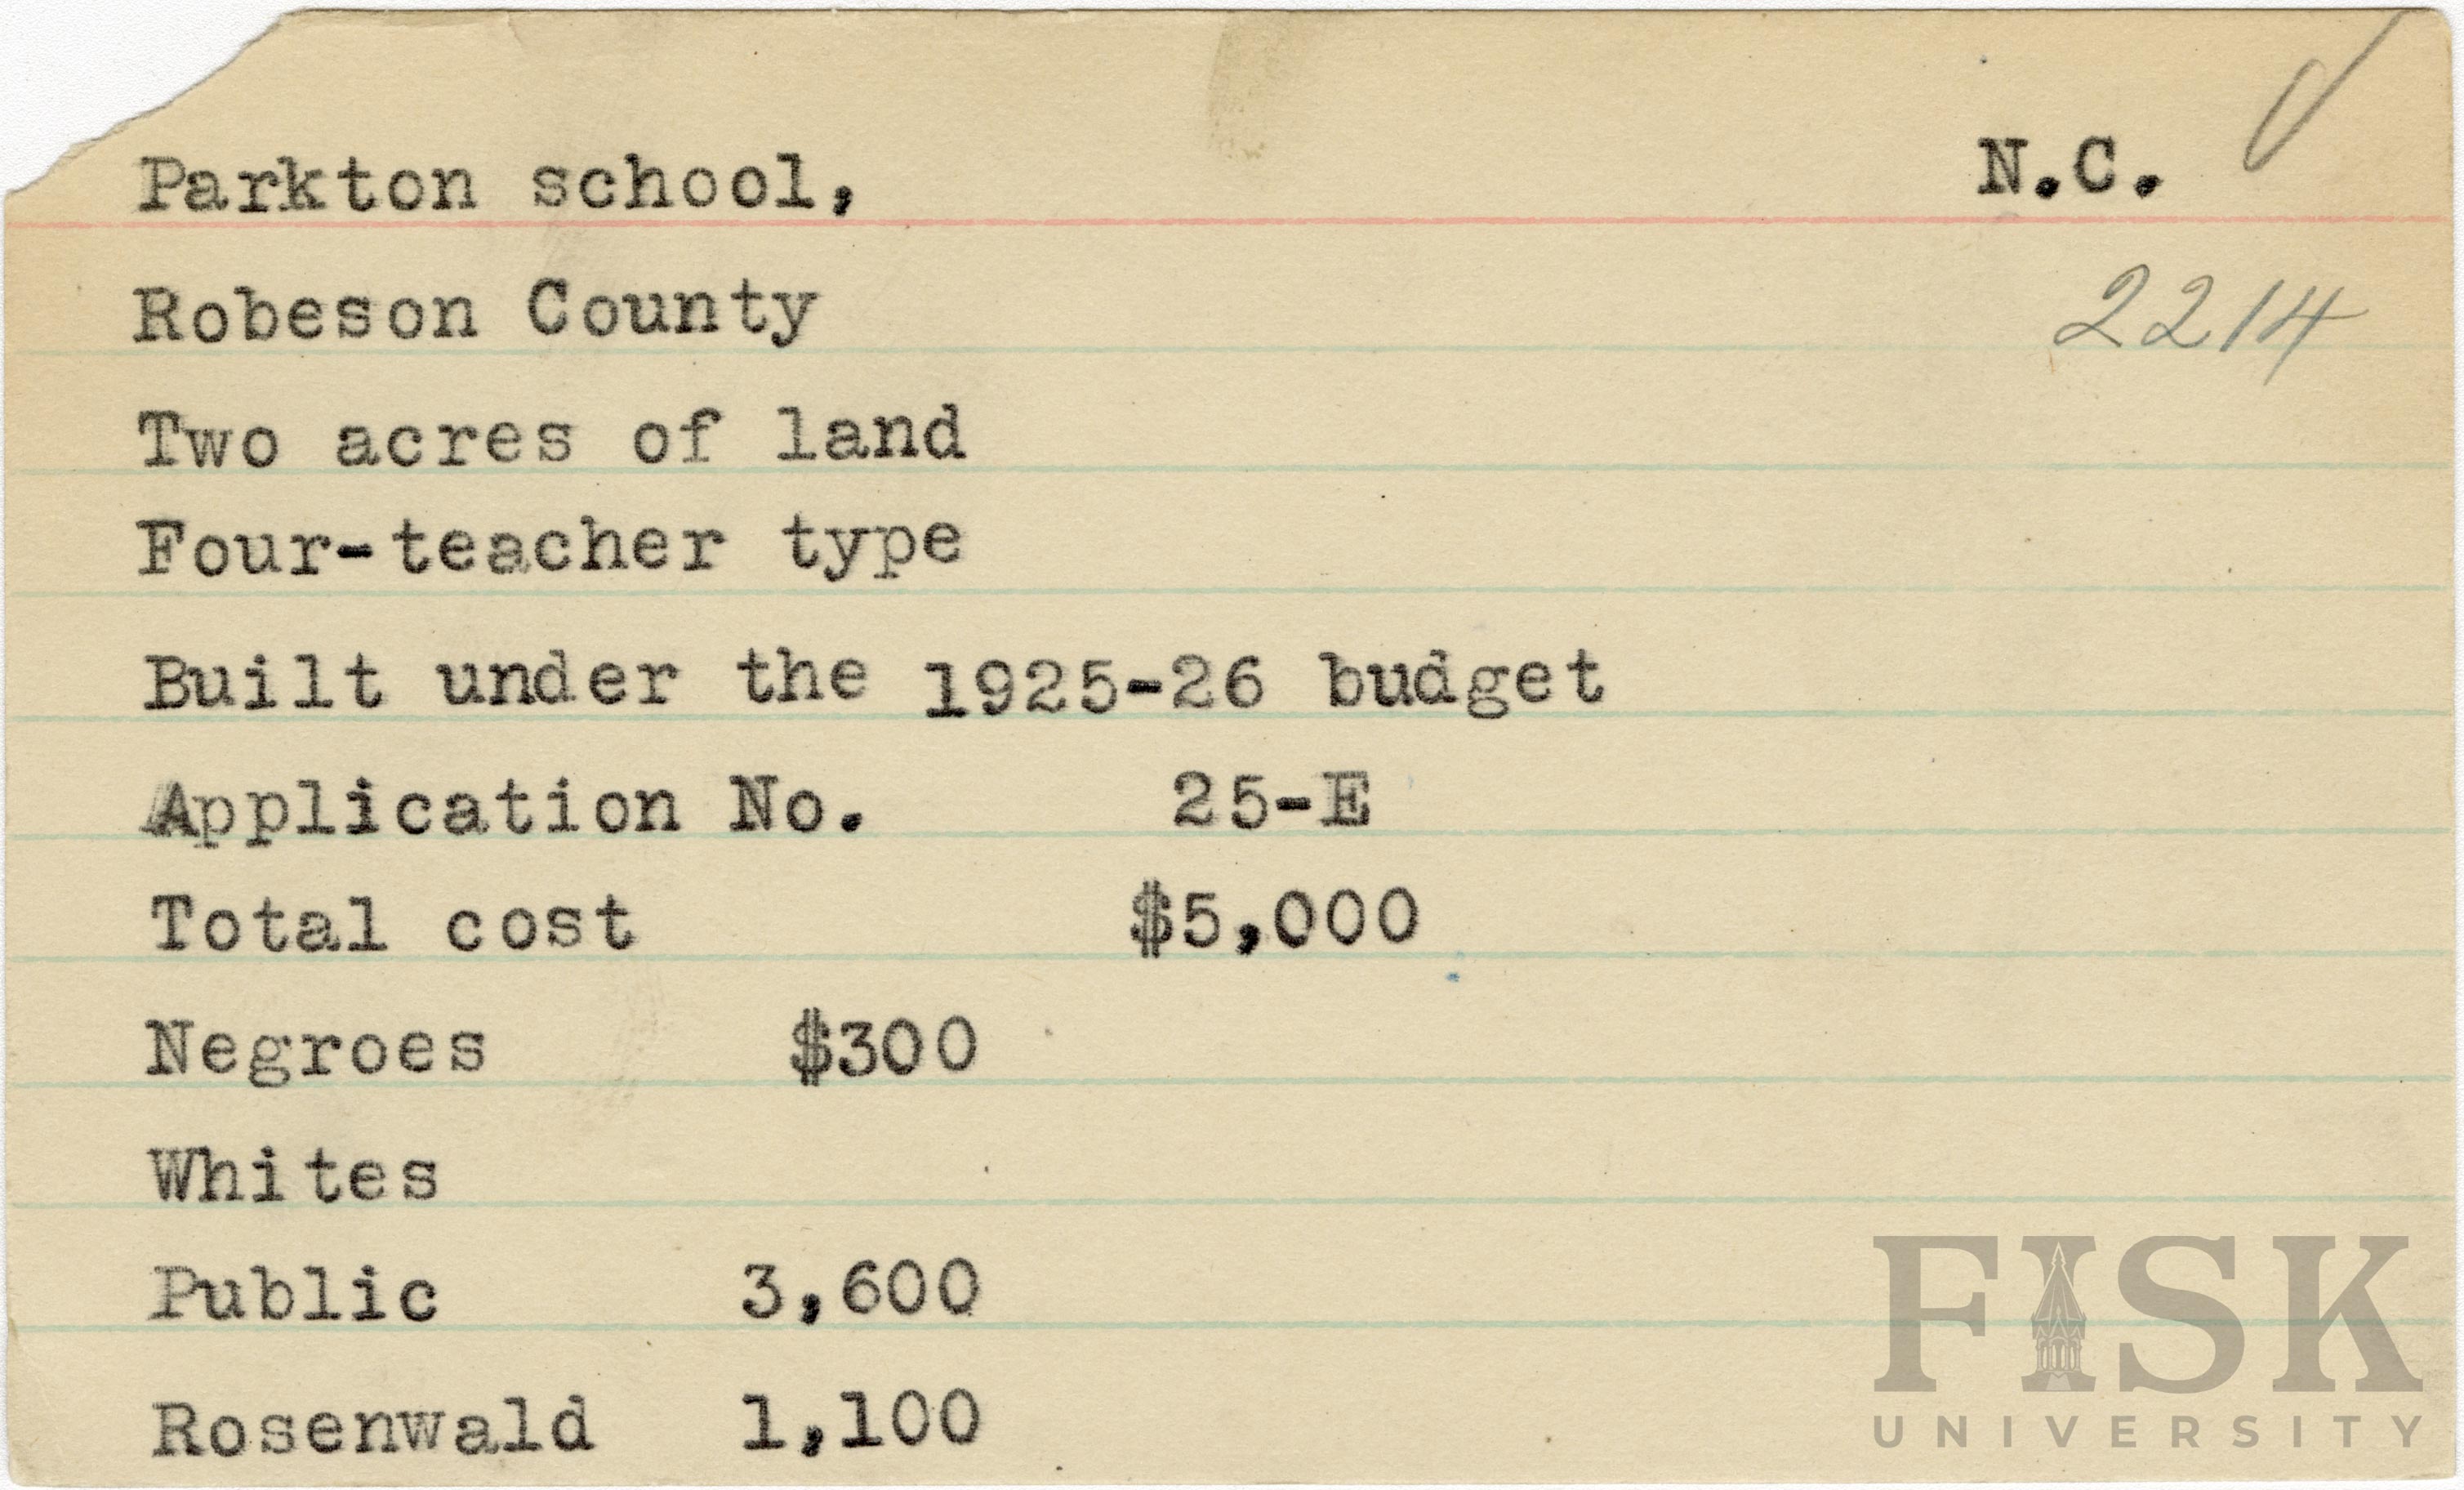 Parkton school, N.C. ✓
Robeson County 2214
Two acres of land
Four-teacher type
Built under the 1925-26 budget
Application No. 25-E
Total cost $5,000
Negroes $300
Whites
Public 3,600
Rosenwald 1,100
FISK
UNIVERSITY